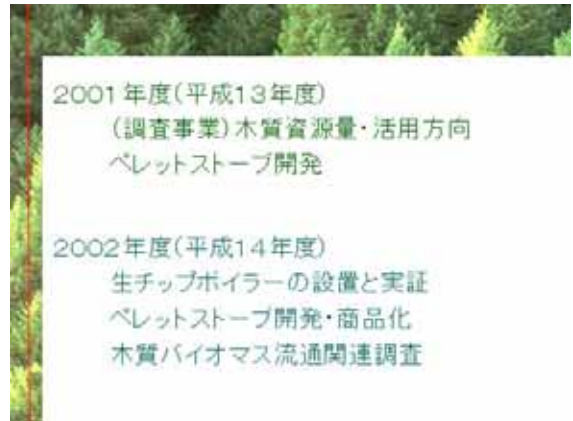 2001年度(平成13年度)
(調査事業)木質資源量・活用方向
ペレットストーブ開発
2002年度(平成14年度)
生チップボイラーの設置と実証
ペレットストーブ開発・商品化
木質バイオマス流通関連調査